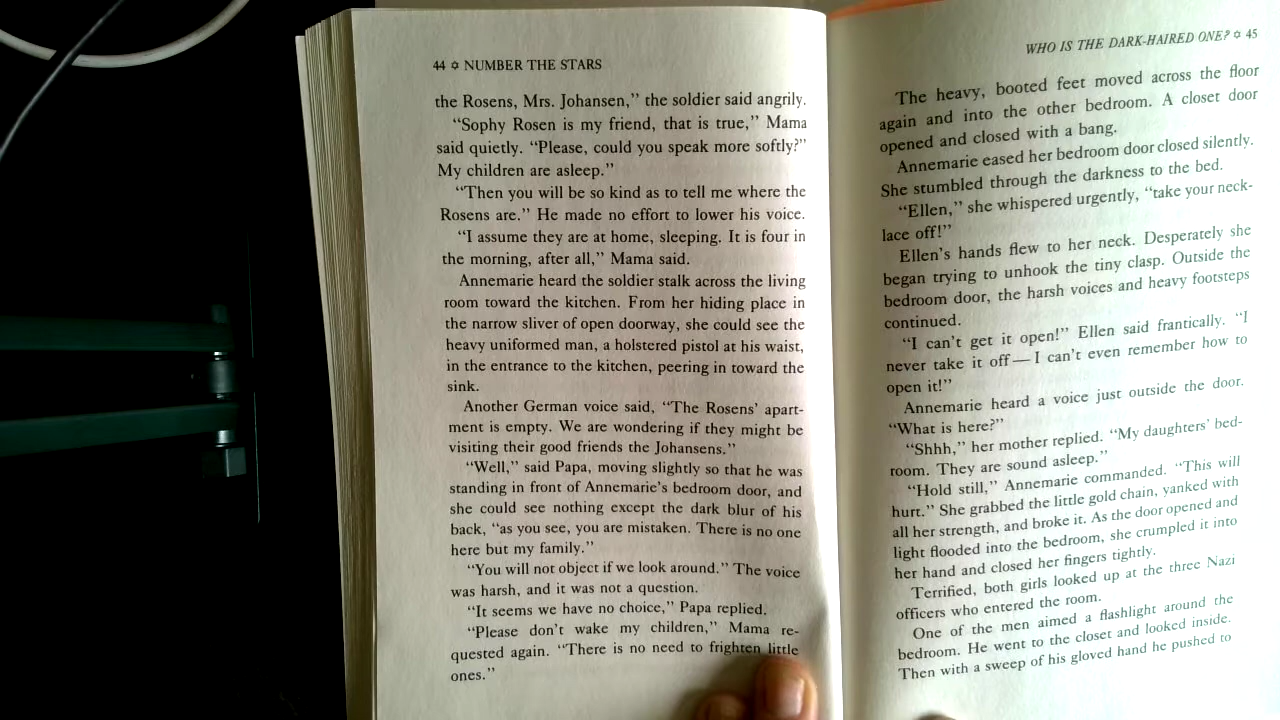 44 ✡ NUMBER THE STARS
the Rosens, Mrs. Johansen,” the soldier said angrily.
“Sophy Rosen is my friend, that is true,” Mama
said quietly. “Please, could you speak more softly?”
My children are asleep.”
“Then you will be so kind as to tell me where the
Rosens are.” He made no effort to lower his voice.
“I assume they are at home, sleeping. It is four in
the morning, after all,” Mama said.
Annemarie heard the soldier stalk across the living
room toward the kitchen. From her hiding place in
the narrow sliver of open doorway, she could see the
heavy uniformed man, a holstered pistol at his waist,
in the entrance to the kitchen, peering in toward the
sink.
Another German voice said, “The Rosens’ apart-
ment is empty. We are wondering if they might be
visiting their good friends the Johansens.”
“Well,” said Papa, moving slightly so that he was
standing in front of Annemarie’s bedroom door, and
she could see nothing except the dark blur of his
back, “as you see, you are mistaken. There is no one
here but my family.”
“You will not object if we look around.” The voice
was harsh, and it was not a question.
“It seems we have no choice,” Papa replied.
“Please don’t wake my children,” Mama re-
quested again. “There is no need to frighten little
ones.”
WHO IS THE DARK-HAIRED ONE? ✡ 45
The heavy, booted feet moved across the floor
again and into the other bedroom. A closet door
opened and closed with a bang.
Annemarie eased her bedroom door closed silently.
She stumbled through the darkness to the bed.
“Ellen,” she whispered urgently, “take your neck-
lace off!”
Ellen’s hands flew to her neck. Desperately she
began trying to unhook the tiny clasp. Outside the
bedroom door, the harsh voices and heavy footsteps
continued.
“I can’t get it open!” Ellen said frantically. “I
never take it off — I can’t even remember how to
open it!”
Annemarie heard a voice just outside the door.
“What is here?”
“Shhh,” her mother replied. “My daughters’ bed-
room. They are sound asleep.”
“Hold still,” Annemarie commanded. “This will
hurt.” She grabbed the little gold chain, yanked with
all her strength, and broke it. As the door opened and
light flooded into the bedroom, she crumpled it into
her hand and closed her fingers tightly.
Terrified, both girls looked up at the three Nazi
officers who entered the room.
One of the men aimed a flashlight around the
bedroom. He went to the closet and looked inside.
Then with a sweep of his gloved hand he pushed to